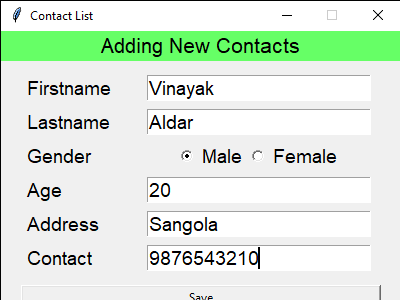 Contact List
Adding New Contacts
Firstname Vinayak
Lastname Aldar
Gender Male Female
Age 20
Address Sangola
Contact 9876543210
Save